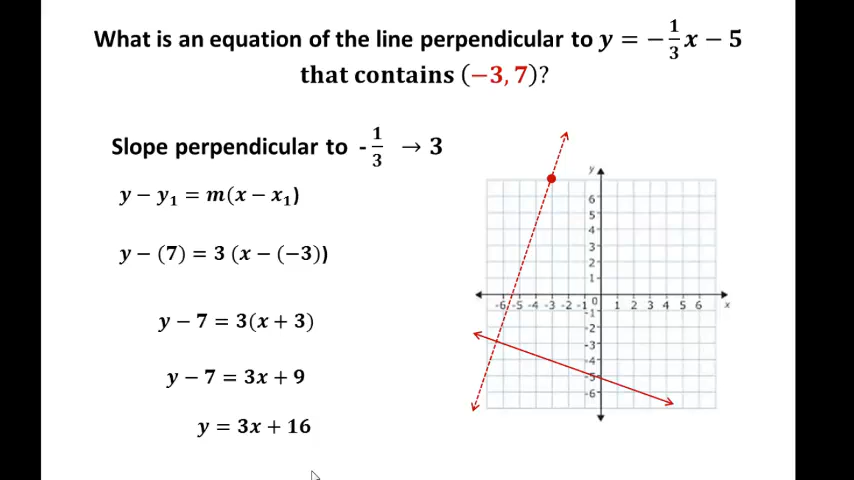 What is an equation of the line perpendicular to y = −1/3 x − 5
that contains (−3, 7)?
Slope perpendicular to -1/3 → 3
y − y₁ = m(x − x₁)
y − (7) = 3 (x − (−3))
y − 7 = 3(x + 3)
y − 7 = 3x + 9
y = 3x + 16
y
6
5
4
3
2
1
-6 -5 -4 -3 -2 -1 0 1 2 3 4 5 6 x
-1
-2
-3
-4
-5
-6